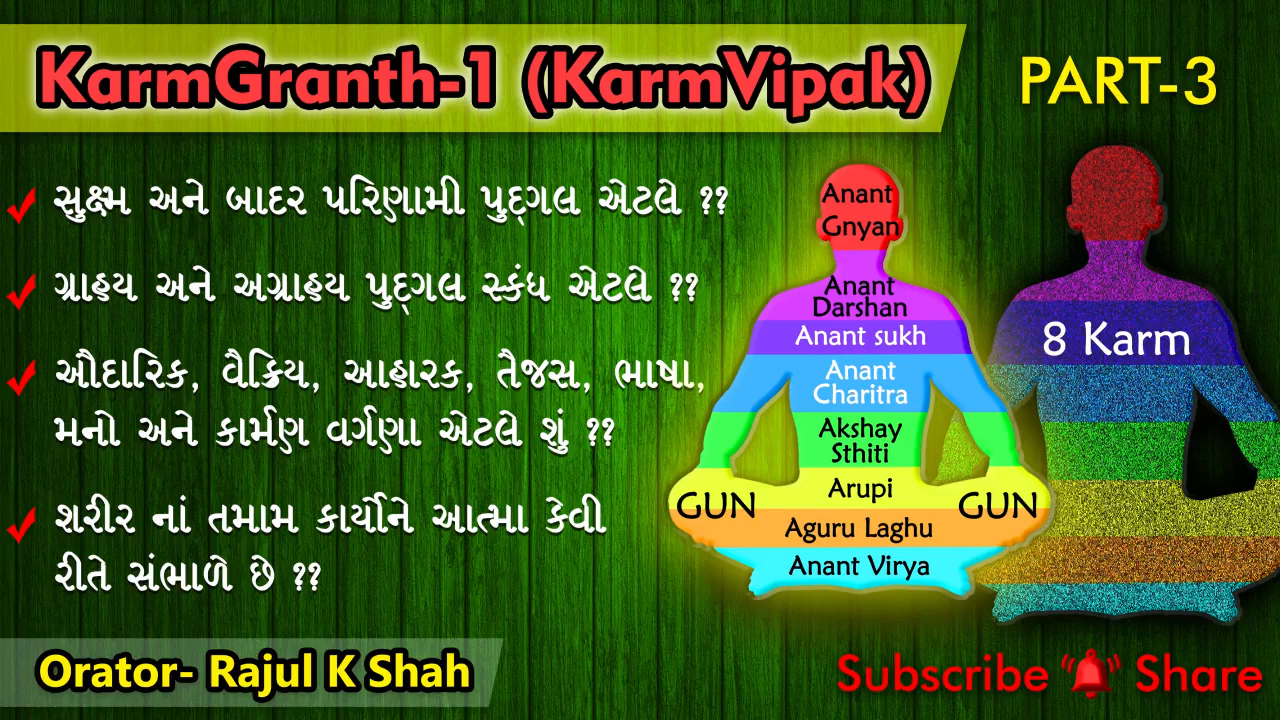 KarmGranth-1 (KarmVipak)
PART-3
સુક્ષ્મ અને બાદર પરિણામી પુદ્ગલ એટલે ??
ગ્રાહય અને અગ્રાહય પુદ્ગલ સ્કંધ એટલે ??
ઔદારિક, વૈક્રિય, આહારક, તૈજસ, ભાષા,
મનો અને કાર્મણ વર્ગણા એટલે શું ??
શરીર નાં તમામ કાર્યોને આત્મા કેવી
રીતે સંભાળે છે ??
Anant
Gnyan
Anant
Darshan
Anant sukh
Anant
Charitra
Akshay
Sthiti
Arupi
GUN
GUN
Aguru Laghu
Anant Virya
8 Karm
Orator- Rajul K Shah
Subscribe Share